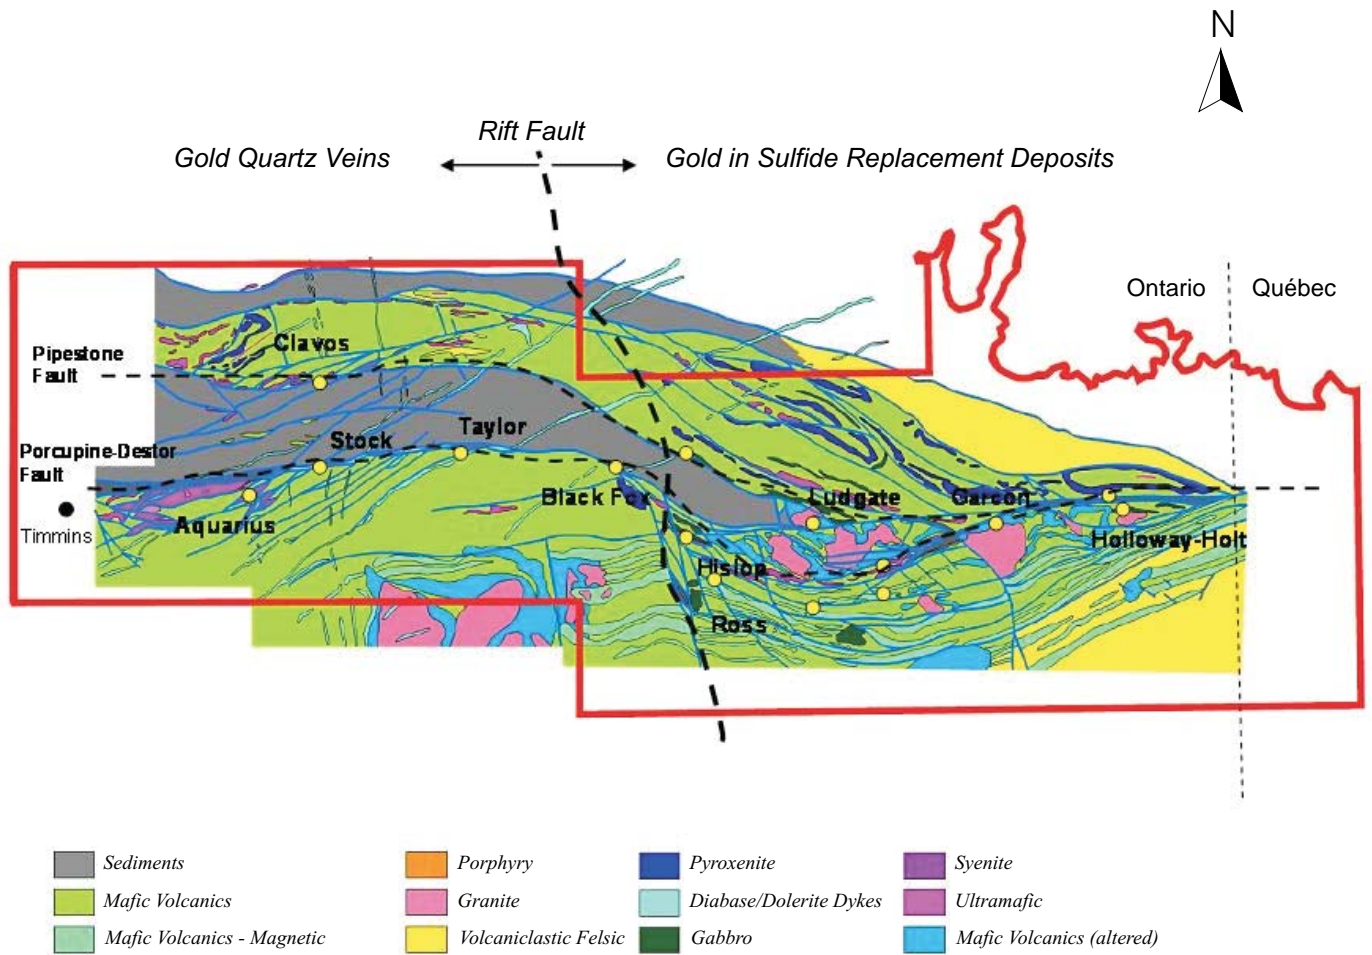 N
Rift Fault
Gold Quartz Veins
Gold in Sulfide Replacement Deposits
Ontario
Québec
Clavos
Pipestone
Fault
Stock
Taylor
Porcupine-Destor
Fault
Black Fox
Ludgate
Garcon
Aquarius
Timmins
Holloway-Holt
Hislop
Ross
Sediments
Porphyry
Pyroxenite
Syenite
Mafic Volcanics
Granite
Diabase/Dolerite Dykes
Ultramafic
Mafic Volcanics - Magnetic
Volcaniclastic Felsic
Gabbro
Mafic Volcanics (altered)